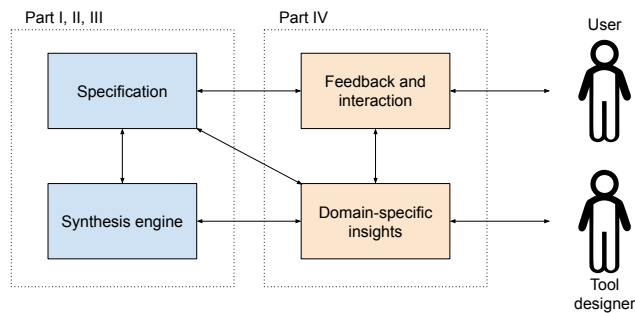 Part I, II, III
Part IV
User
Specification
Feedback and
interaction
Synthesis engine
Domain-specific
insights
Tool
designer